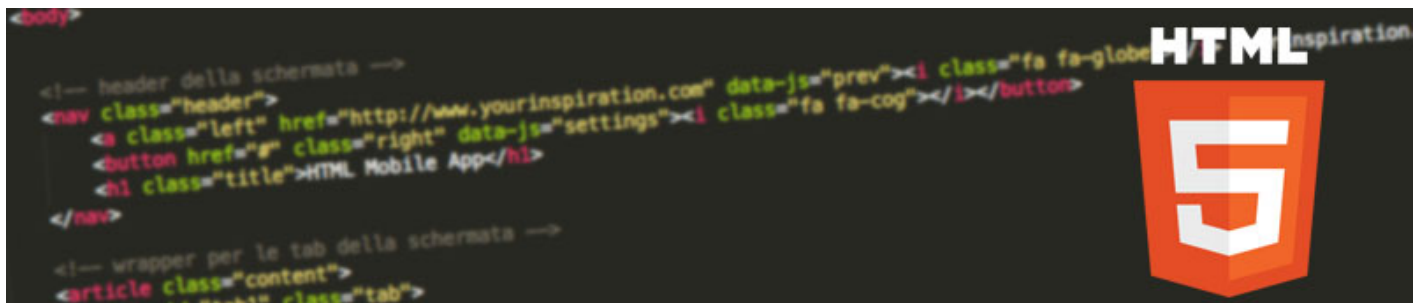 <body>
<!-- header della schermata -->
<nav class="header">
<a class="left" href="http://www.yourinspiration.com" data-js="prev"><i class="fa fa-globe
<button href="#" class="right" data-js="settings"><i class="fa fa-cog"></i></button>
<h1 class="title">HTML Mobile App</h1>
</nav>
<!-- wrapper per le tab della schermata -->
<article class="content">
class="tab">
HTML
5